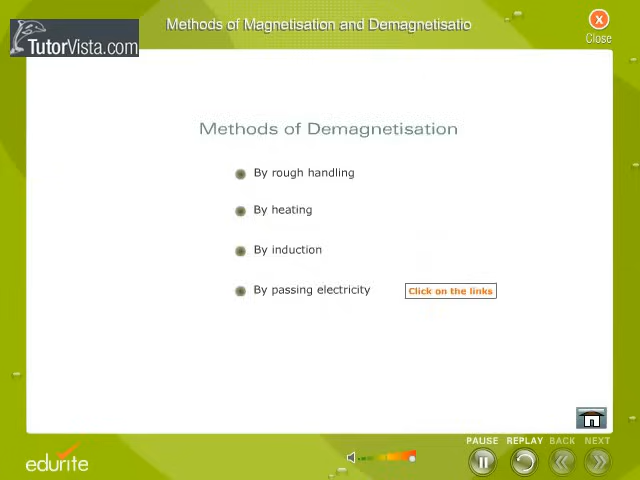 Methods of Magnetisation and Demagnetisatio
Close
TutorVista.com
Methods of Demagnetisation
By rough handling
By heating
By induction
By passing electricity
Click on the links
PAUSE REPLAY BACK NEXT
edurite